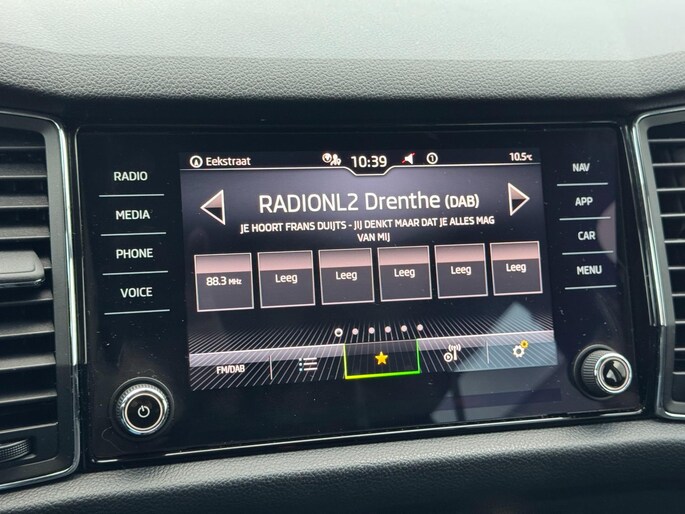 Eekstraat
10:39
1
10.5°C
RADIO
MEDIA
PHONE
VOICE
RADIONL2 Drenthe (DAB)
JE HOORT FRANS DUIJTS - JIJ DENKT MAAR DAT JE ALLES MAG
VAN MIJ
88.3 MHz
Leeg
Leeg
Leeg
Leeg
Leeg
FM/DAB
NAV
APP
CAR
MENU